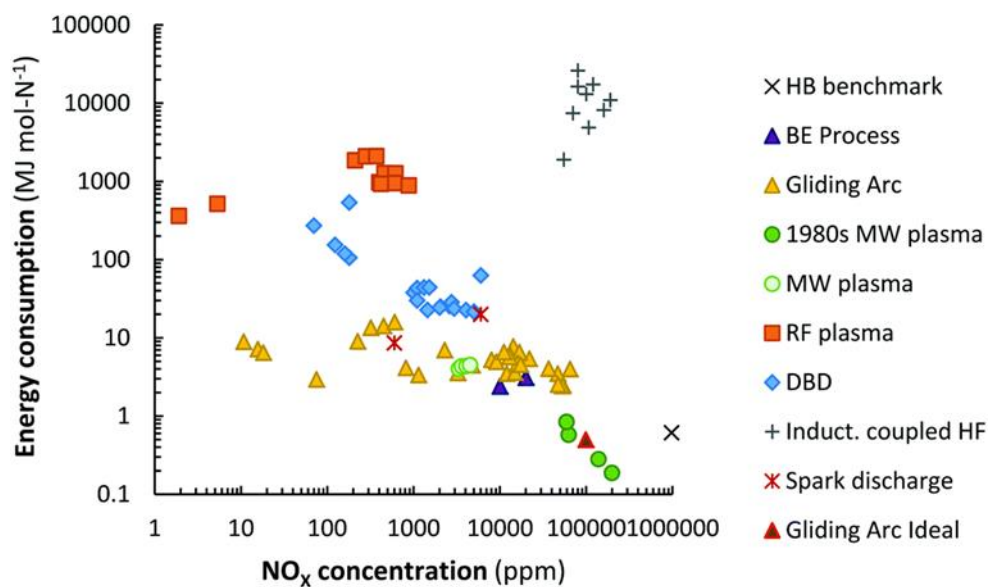 100000
10000
1000
100
10
1
0.1
Energy consumption (MJ mol-N⁻¹)
1 10 100 1000 10000 1000001000000
NOₓ concentration (ppm)
HB benchmark
BE Process
Gliding Arc
1980s MW plasma
MW plasma
RF plasma
DBD
Induct. coupled HF
Spark discharge
Gliding Arc Ideal